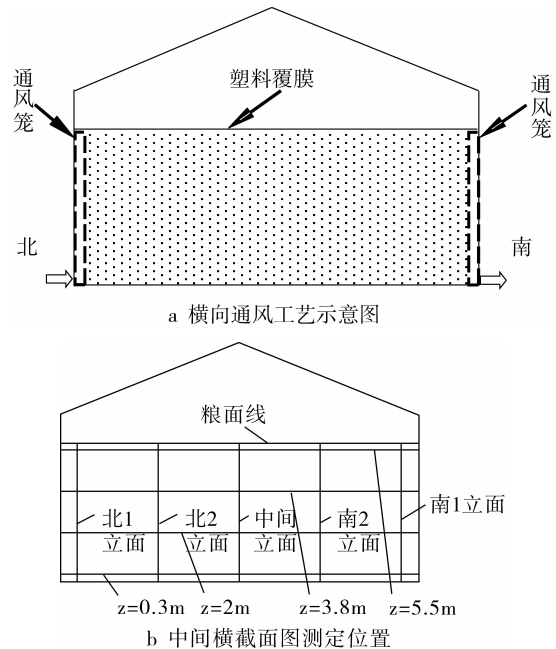 通风笼
塑料覆膜
通风笼
北
南
a 横向通风工艺示意图
粮面线
北1立面
北2立面
中间立面
南2立面
南1立面
z=0.3m
z=2m
z=3.8m
z=5.5m
b 中间横截面图测定位置